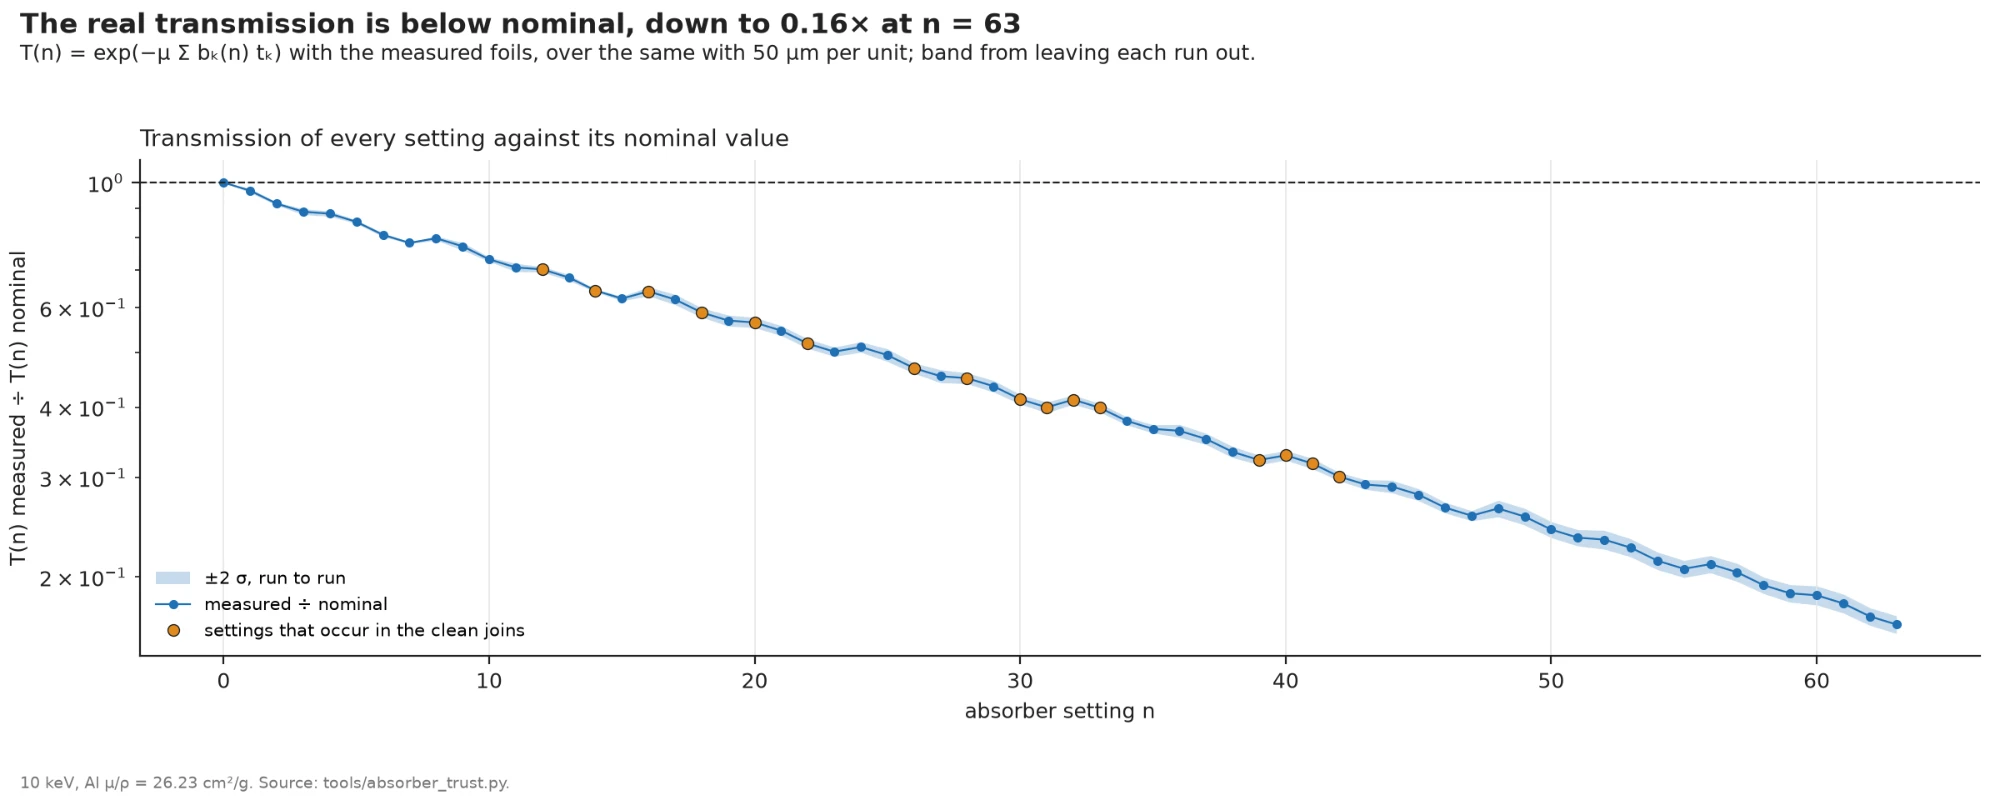 The real transmission is below nominal, down to 0.16× at n = 63
T(n) = exp(−μ Σ bₖ(n) tₖ) with the measured foils, over the same with 50 μm per unit; band from leaving each run out.
Transmission of every setting against its nominal value
T(n) measured ÷ T(n) nominal
10⁰
6 × 10⁻¹
4 × 10⁻¹
3 × 10⁻¹
2 × 10⁻¹
±2 σ, run to run
measured ÷ nominal
settings that occur in the clean joins
0 10 20 30 40 50 60
absorber setting n
10 keV, Al μ/ρ = 26.23 cm²/g. Source: tools/absorber_trust.py.